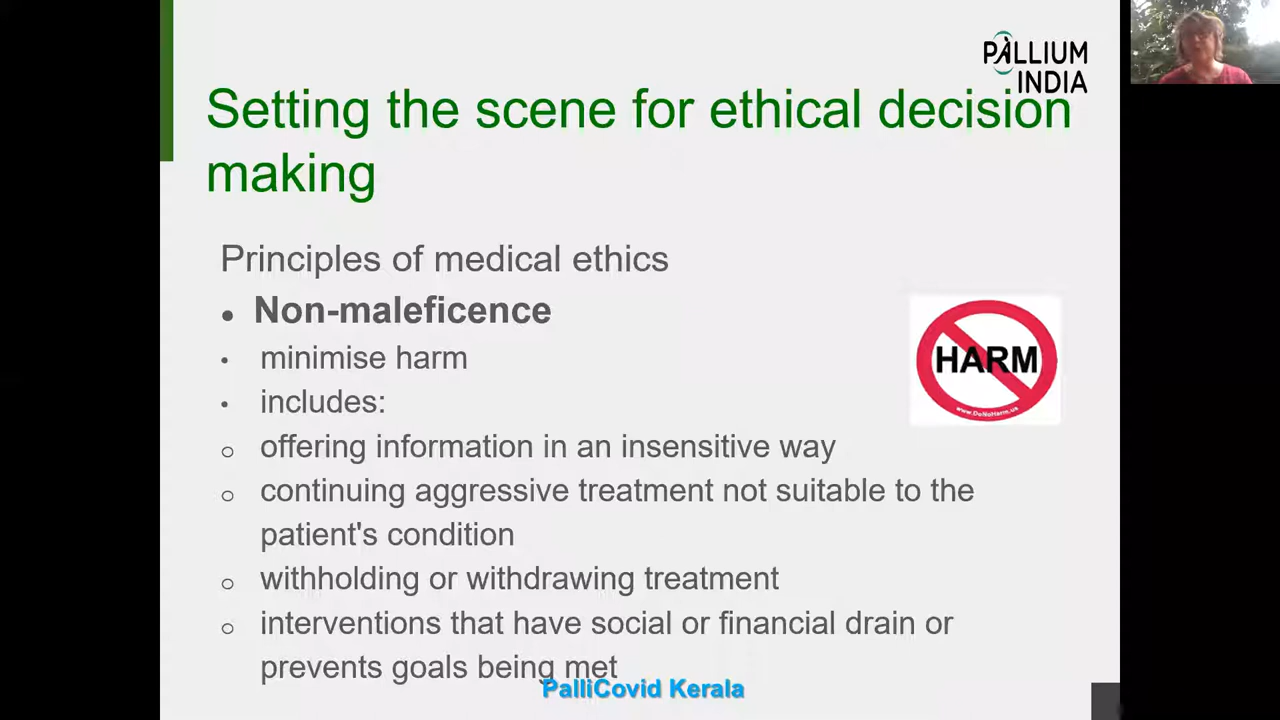 PALLIUM
INDIA
Setting the scene for ethical decision
making
Principles of medical ethics
● Non-maleficence
• minimise harm
• includes:
HARM
www.DoNoHarm.us
o offering information in an insensitive way
o continuing aggressive treatment not suitable to the
patient's condition
o withholding or withdrawing treatment
o interventions that have social or financial drain or
prevents goals being met
PalliCovid Kerala